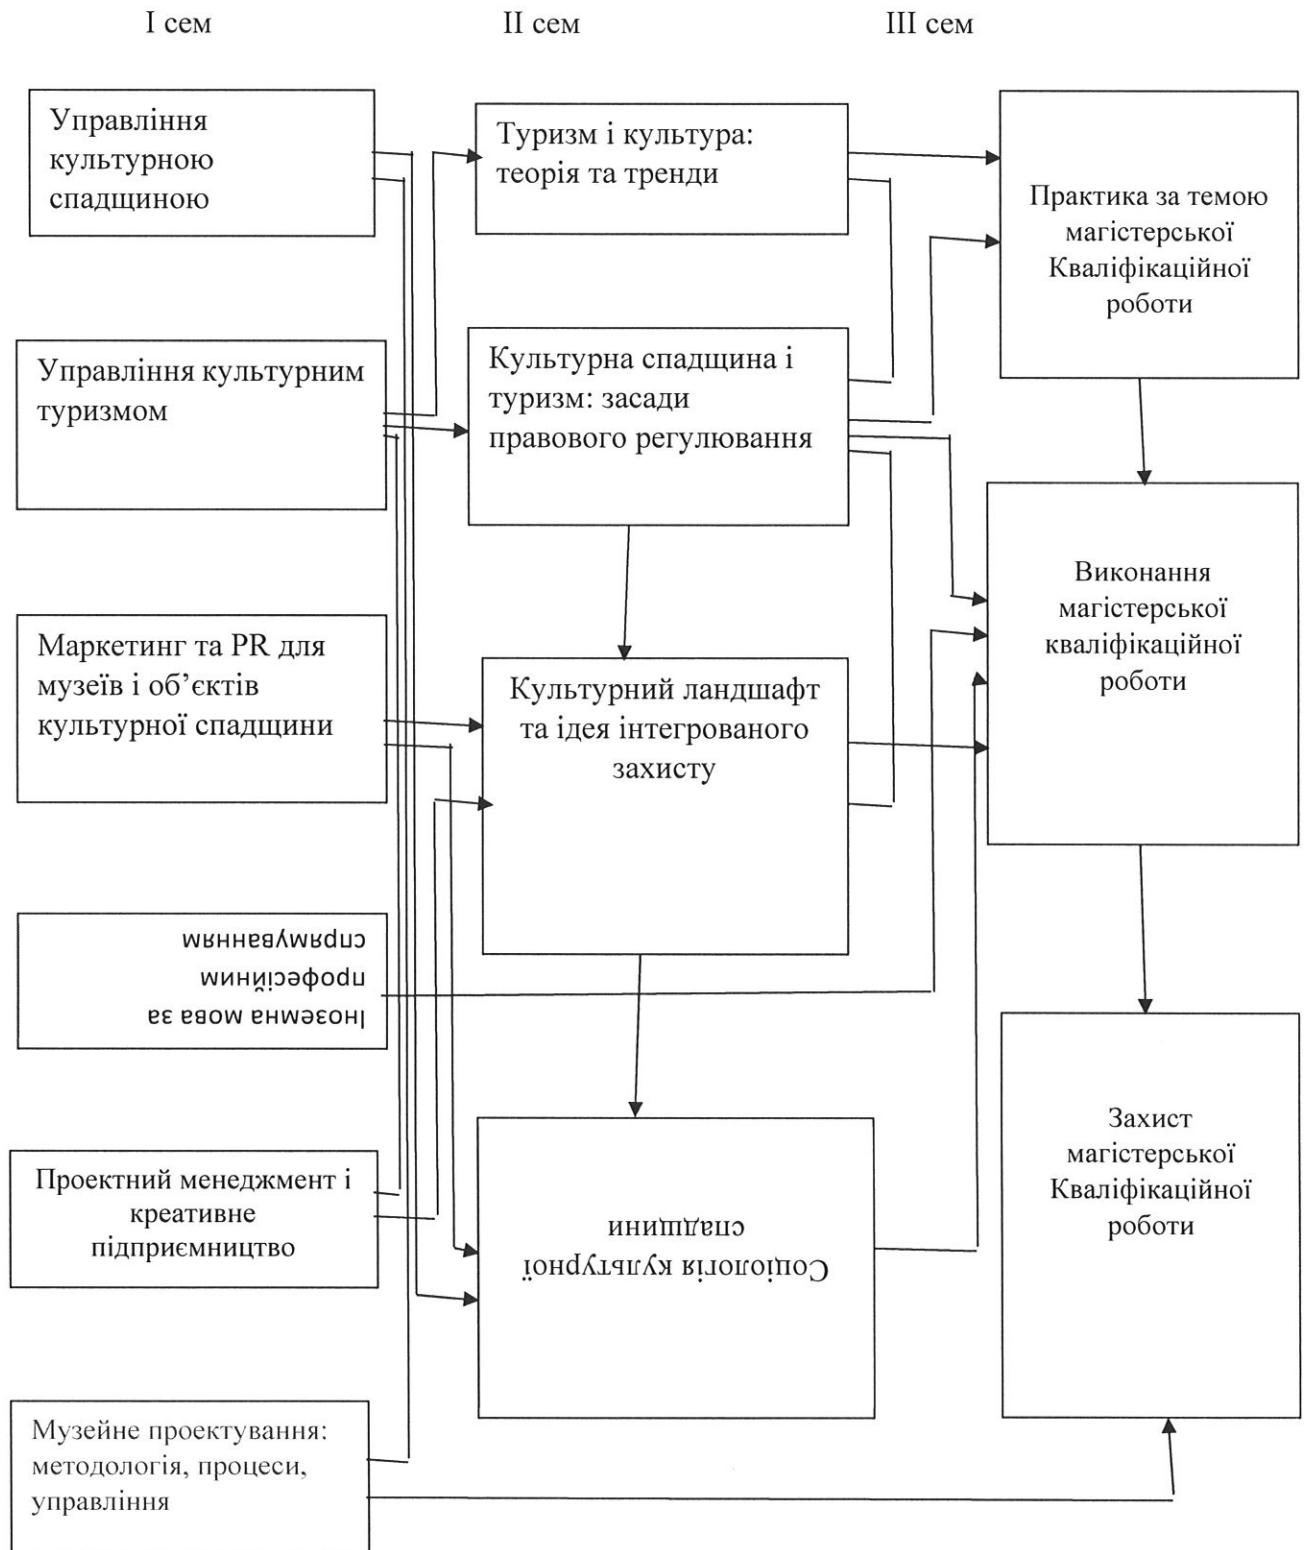 I сем
II сем
III сем
Управління
культурною
спадщиною
Управління культурним
туризмом
Маркетинг та PR для
музеїв і об’єктів
культурної спадщини
Іноземна мова за
професійним
спрямуванням
Проектний менеджмент і
креативне
підприємництво
Музейне проектування:
методологія, процеси,
управління
Туризм і культура:
теорія та тренди
Культурна спадщина і
туризм: засади
правового регулювання
Культурний ландшафт
та ідея інтегрованого
захисту
Соціологія культурної
спадщини
Практика за темою
магістерської
Кваліфікаційної
роботи
Виконання
магістерської
кваліфікаційної
роботи
Захист
магістерської
Кваліфікаційної
роботи